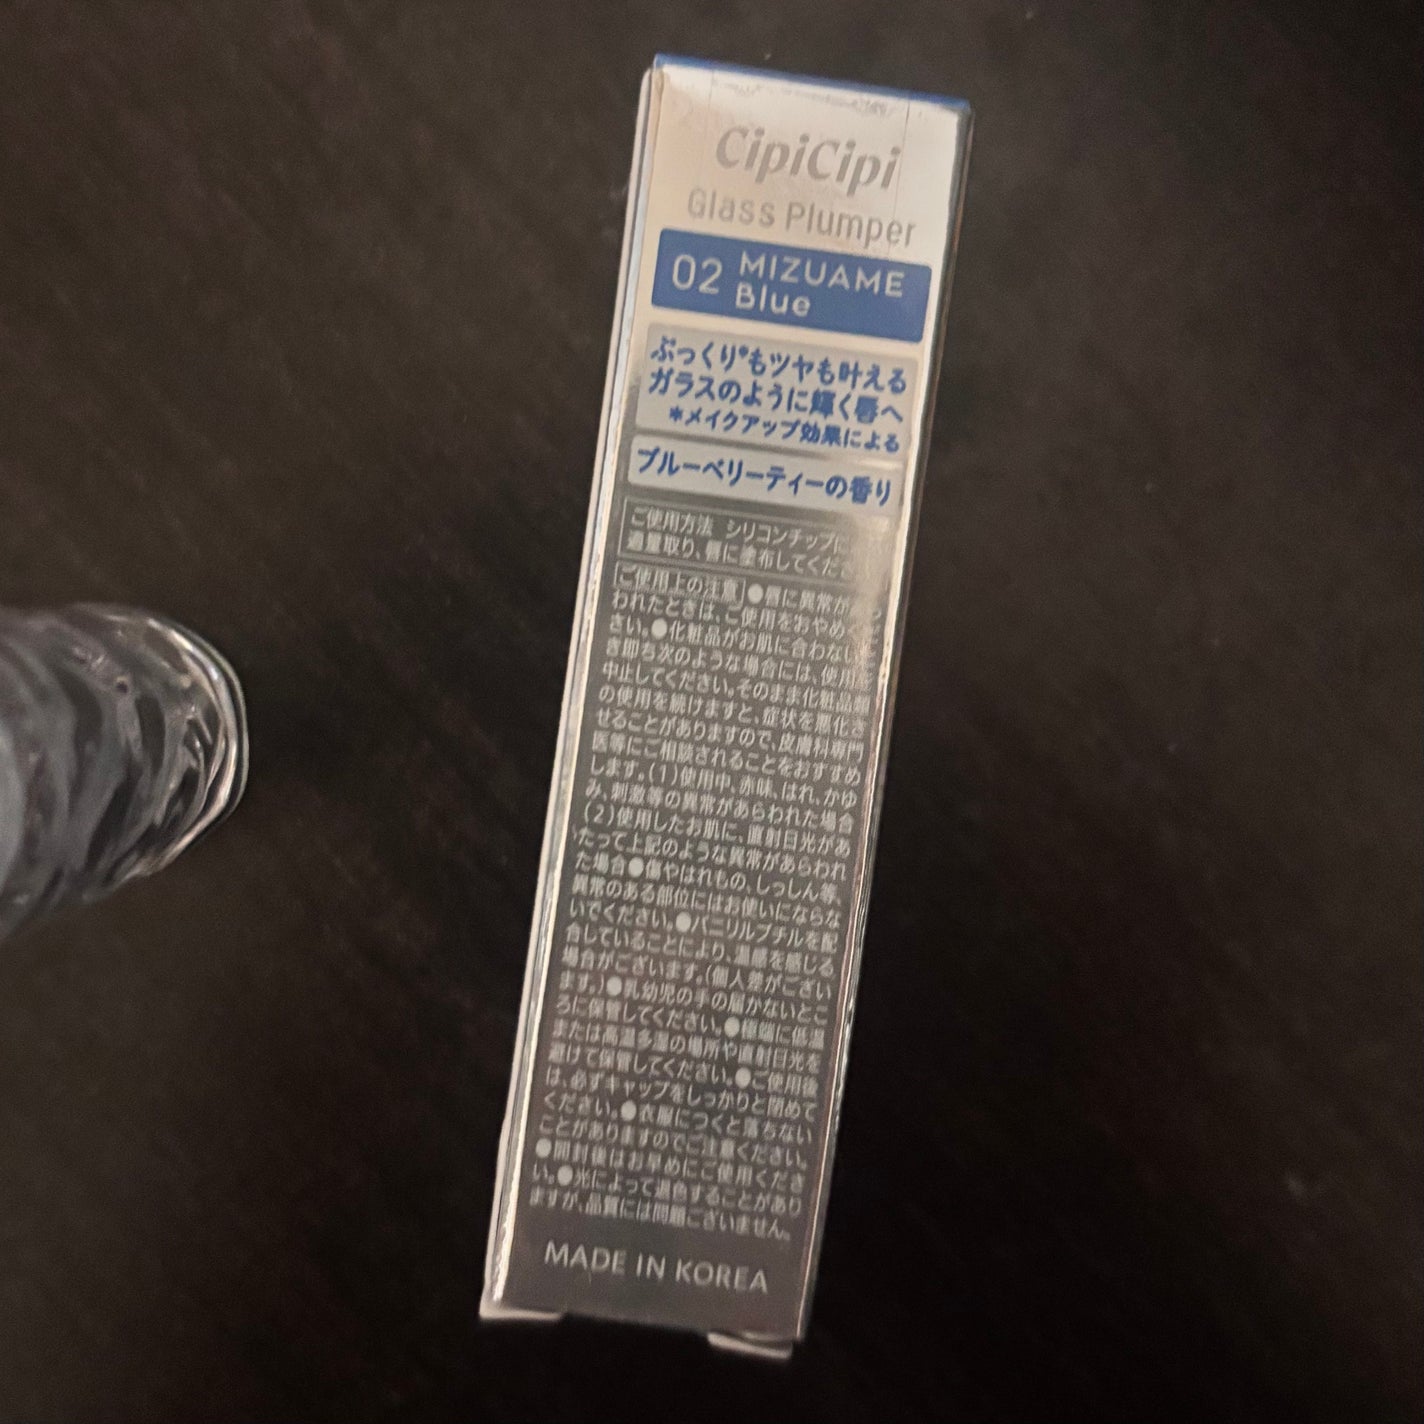 CipiCipi
Glass Plumper
02 MIZUAME
Blue
ぷっくり*もツヤも叶える
ガラスのように輝く唇へ
*メイクアップ効果による
ブルーベリーティーの香り
ご使用方法 シリコンチップに
適量取り、唇に塗布してくださ
[ご使用上の注意]●唇に異常が
われたときは、ご使用をおやめく
さい。●化粧品がお肌に合わない
き即ち次のような場合には、使用
中止してください。そのまま化粧品類
の使用を続けますと、症状を悪化さ
せることがありますので、皮膚科専門
医等にご相談されることをおすすめ
します。(1)使用中、赤味、はれ、かゆ
み、刺激等の異常があらわれた場合
(2)使用したお肌に、直射日光があ
たって上記のような異常があらわれ
た場合●傷やはれもの、しっしん等、
異常のある部位にはお使いにならな
いでください。●バニリルブチルを配
合していることにより、温感を感じる
場合がございます。(個人差がござい
ます。)●乳幼児の手の届かないとこ
ろに保管してください。●極端に低温
または高温多湿の場所や直射日光を
避けて保管してください。●ご使用後
は、必ずキャップをしっかりと閉めて
ください。●衣服につくと落ちない
ことがありますのでご注意ください。
●開封後はお早めにご使用くださ
い。●光によって退色することがあり
ますが、品質には問題ございません。
MADE IN KOREA